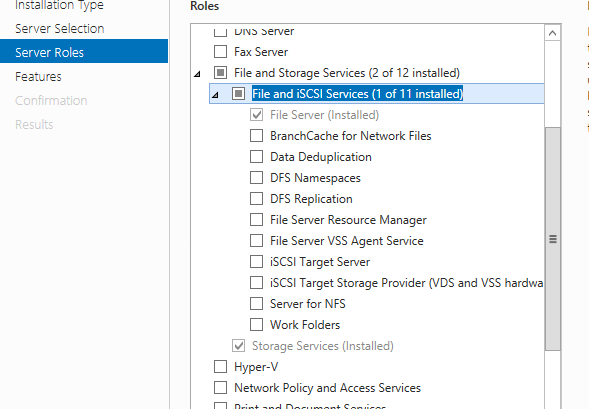 Installation Type
Server Selection
Server Roles
Features
Confirmation
Results
Roles
DNS Server
Fax Server
File and Storage Services (2 of 12 installed)
File and iSCSI Services (1 of 11 installed)
File Server (Installed)
BranchCache for Network Files
Data Deduplication
DFS Namespaces
DFS Replication
File Server Resource Manager
File Server VSS Agent Service
iSCSI Target Server
iSCSI Target Storage Provider (VDS and VSS hardwa
Server for NFS
Work Folders
Storage Services (Installed)
Hyper-V
Network Policy and Access Services
Print and Document Services